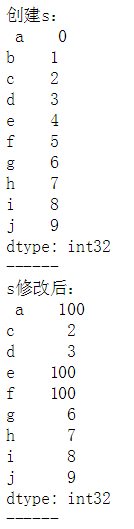 创建s：
a 0
b 1
c 2
d 3
e 4
f 5
g 6
h 7
i 8
j 9
dtype: int32
------
s修改后：
a 100
c 2
d 3
e 100
f 100
g 6
h 7
i 8
j 9
dtype: int32
------